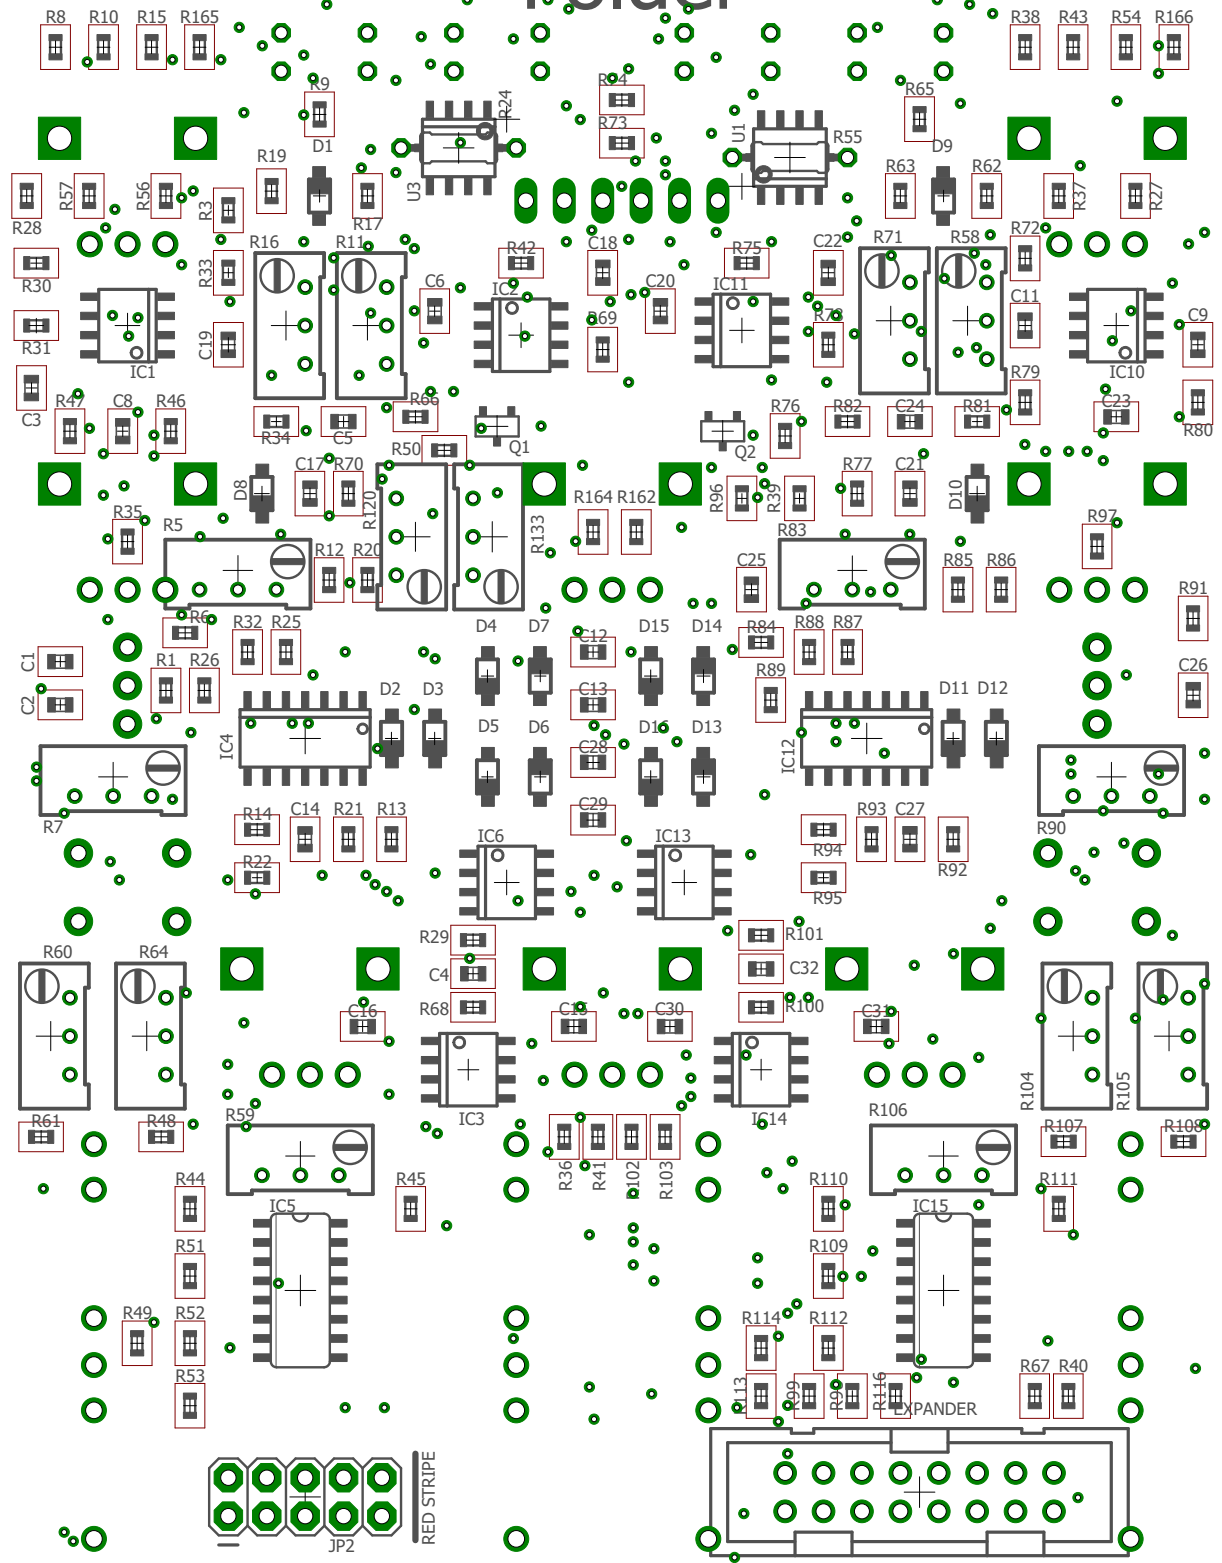 R8 R10 R15 R165 R38 R43 R54 R166
R9 R24 R94 R73 U1 R55 R65
D1 D9
R19 U3 R63 R62
R28 R57 R56 R3 R17 R37 R27
R16 R11 R42 C18 R75 C22 R71 R58 R72
R30 R33 C6 IC2 C20 IC11 C11
R31 IC1 C19 R69 R78 C9
IC10
C3 R47 C8 R46 R34 C5 R66 R76 R82 C24 R81 R79 C23 R80
R50 Q1 Q2
D8 C17 R70 R120 R133 R164 R162 R96 R39 R77 C21 D10
R35 R5 R83 R97
R12 R20 C25 R85 R86
R6 R91
R32 R25 D4 D7 C12 D15 D14 R84 R88 R87
C1 R1 R26 R89 C26
C2 D2 D3 C13 D11 D12
IC4 D5 D6 D16 D13 IC12
C28
R7 R14 C14 R21 R13 C29 R93 C27 R90
IC6 IC13 R94 R92
R22 R95
R60 R64 R29 R101
C4 C32
R68 R100
C16 C15 C30 C31
R104 R105
IC3 IC14
R61 R48 R59 R106 R107 R108
R36 R41 R102 R103
R44 R45 R110 R111
IC5 IC15
R51 R109
R49 R52 R114 R112
R53 R113 R99 R116 R67 R40
EXPANDER
RED STRIPE
JP2